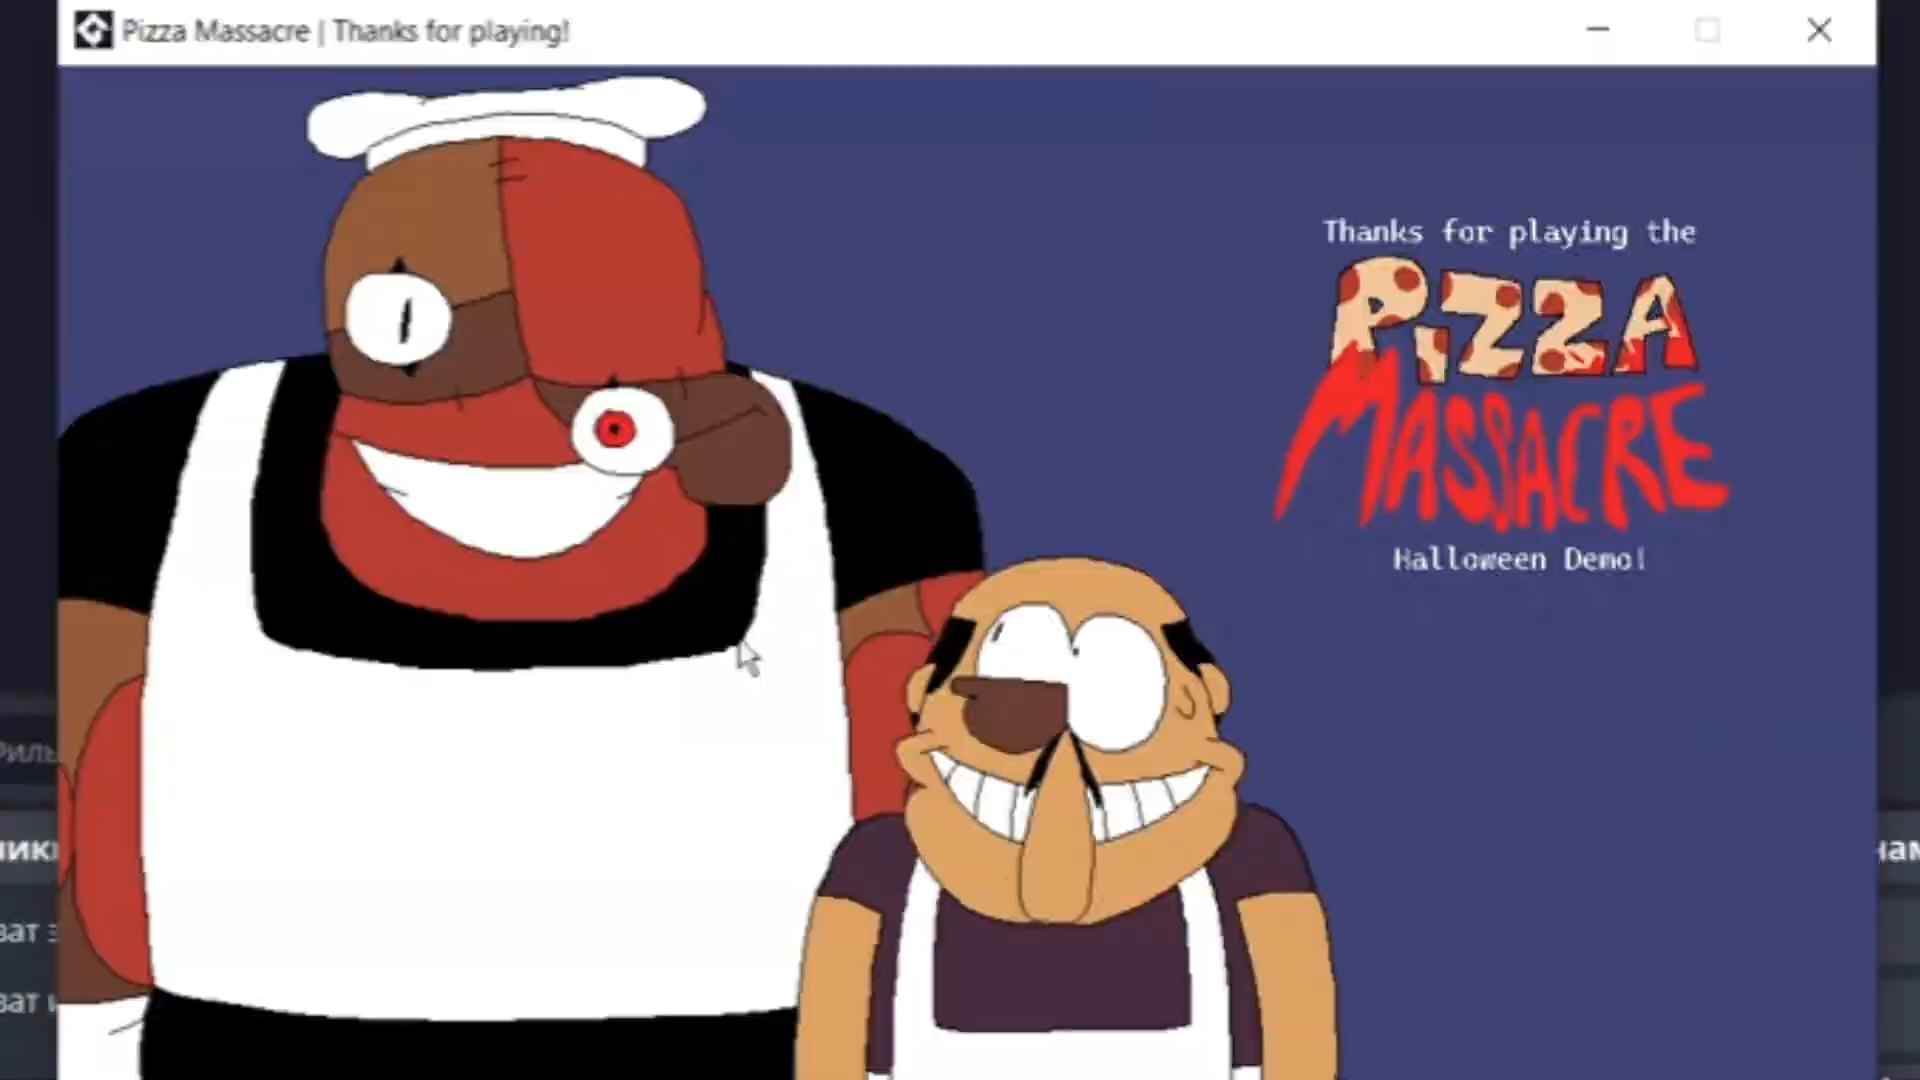 Pizza Massacre | Thanks for playing!
Thanks for playing the
PIZZA
MASSACRE
Halloween Demo!